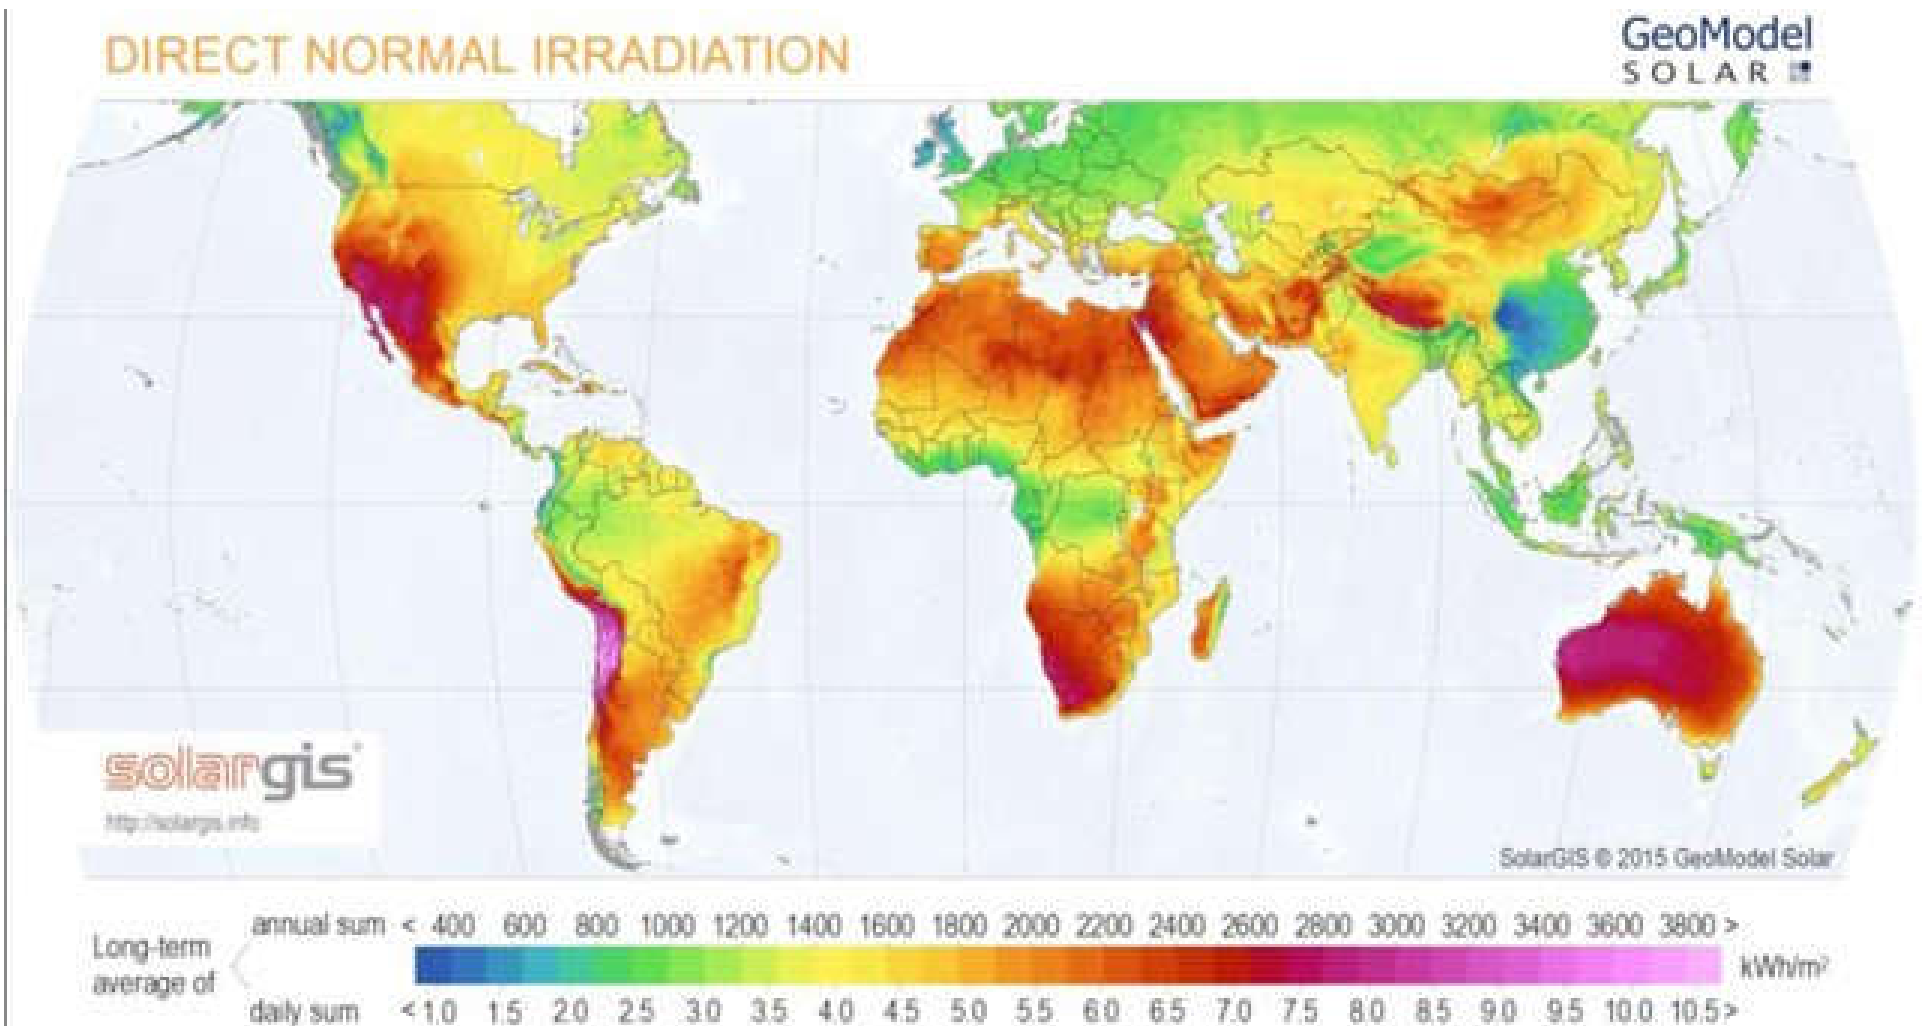 DIRECT NORMAL IRRADIATION
GeoModel
SOLAR
solargis
http://solargis.info
SolarGIS © 2015 GeoModel Solar
Long-term
average of
annual sum < 400 600 800 1000 1200 1400 1600 1800 2000 2200 2400 2600 2800 3000 3200 3400 3600 3800 >
kWh/m²
daily sum < 1.0 1.5 2.0 2.5 3.0 3.5 4.0 4.5 5.0 5.5 6.0 6.5 7.0 7.5 8.0 8.5 9.0 9.5 10.0 10.5 >